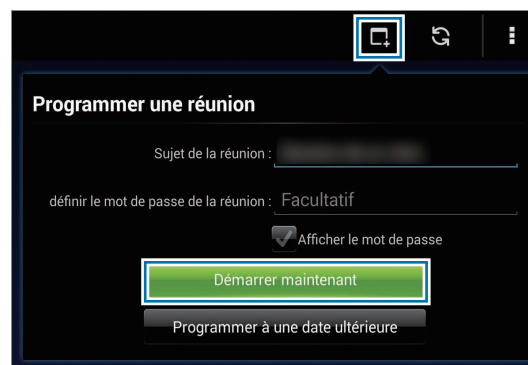 Programmer une réunion
Sujet de la réunion :
définir le mot de passe de la réunion : Facultatif
Afficher le mot de passe
Démarrer maintenant
Programmer à une date ultérieure